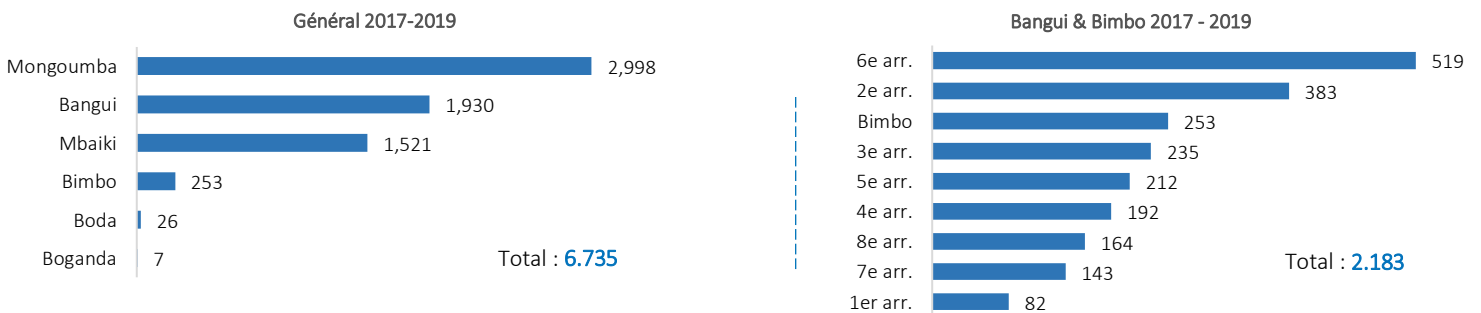 Général 2017-2019
Mongoumba 2,998
Bangui 1,930
Mbaiki 1,521
Bimbo 253
Boda 26
Boganda 7
Total : 6.735
Bangui & Bimbo 2017 - 2019
6e arr. 519
2e arr. 383
Bimbo 253
3e arr. 235
5e arr. 212
4e arr. 192
8e arr. 164
7e arr. 143
1er arr. 82
Total : 2.183